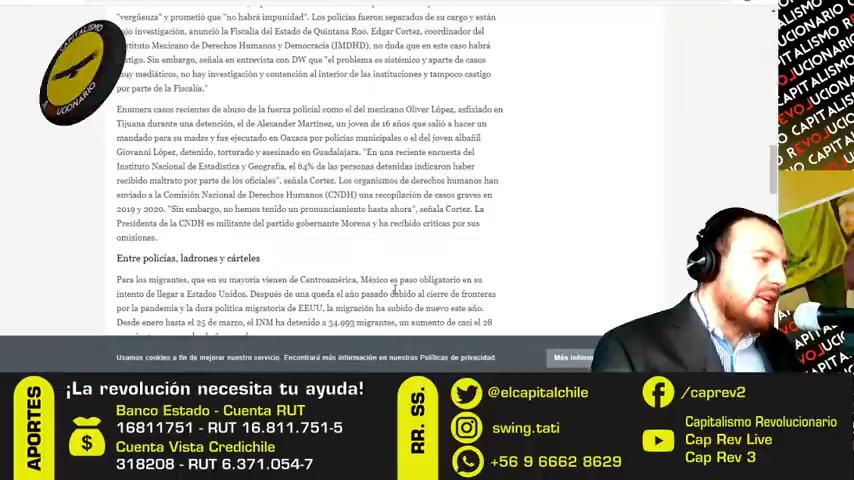 "vergüenza" y prometió que "no habrá impunidad". Los policías fueron separados de su cargo y están
bajo investigación, anunció la Fiscalía del Estado de Quintana Roo. Edgar Cortez, coordinador del
Instituto Mexicano de Derechos Humanos y Democracia (IMDHD), no duda que en este caso habrá
castigo. Sin embargo, señala en entrevista con DW que "el problema es sistémico y aparte de casos
muy mediáticos, no hay investigación y contención al interior de las instituciones y tampoco castigo
por parte de la Fiscalía."
Enumera casos recientes de abuso de la fuerza policial como el del mexicano Oliver López, asfixiado en
Tijuana durante una detención, el de Alexander Martínez, un joven de 16 años que salió a hacer un
mandado para su madre y fue ejecutado en Oaxaca por policías municipales o el del joven albañil
Giovanni López, detenido, torturado y asesinado en Guadalajara. "En una reciente encuesta del
Instituto Nacional de Estadística y Geografía, el 64% de las personas detenidas indicaron haber
recibido maltrato por parte de los oficiales". señala Cortez. Los organismos de derechos humanos han
enviado a la Comisión Nacional de Derechos Humanos (CNDH) una recopilación de casos graves en
2019 y 2020. "Sin embargo, no hemos tenido un pronunciamiento hasta ahora", señala Cortez. La
Presidenta de la CNDH es militante del partido gobernante Morena y ha recibido críticas por sus
omisiones.
Entre policías, ladrones y cárteles
Para los migrantes, que en su mayoría vienen de Centroamérica, México es paso obligatorio en su
intento de llegar a Estados Unidos. Después de una queda el año pasado debido al cierre de fronteras
por la pandemia y la dura política migratoria de EEUU, la migración ha subido de nuevo este año.
Desde enero hasta el 25 de marzo, el INM ha detenido a 34.993 migrantes, un aumento de casi el 28
Usamos cookies a fin de mejorar nuestro servicio. Encontrará más información en nuestras Políticas de privacidad.
Más inform
CAPITALISMO
REVOLUCIONARIO
APORTES
¡La revolución necesita tu ayuda!
Banco Estado - Cuenta RUT
16811751 - RUT 16.811.751-5
Cuenta Vista Credichile
318208 - RUT 6.371.054-7
RR. SS.
@elcapitalchile
swing.tati
+56 9 6662 8629
/caprev2
Capitalismo Revolucionario
Cap Rev Live
Cap Rev 3